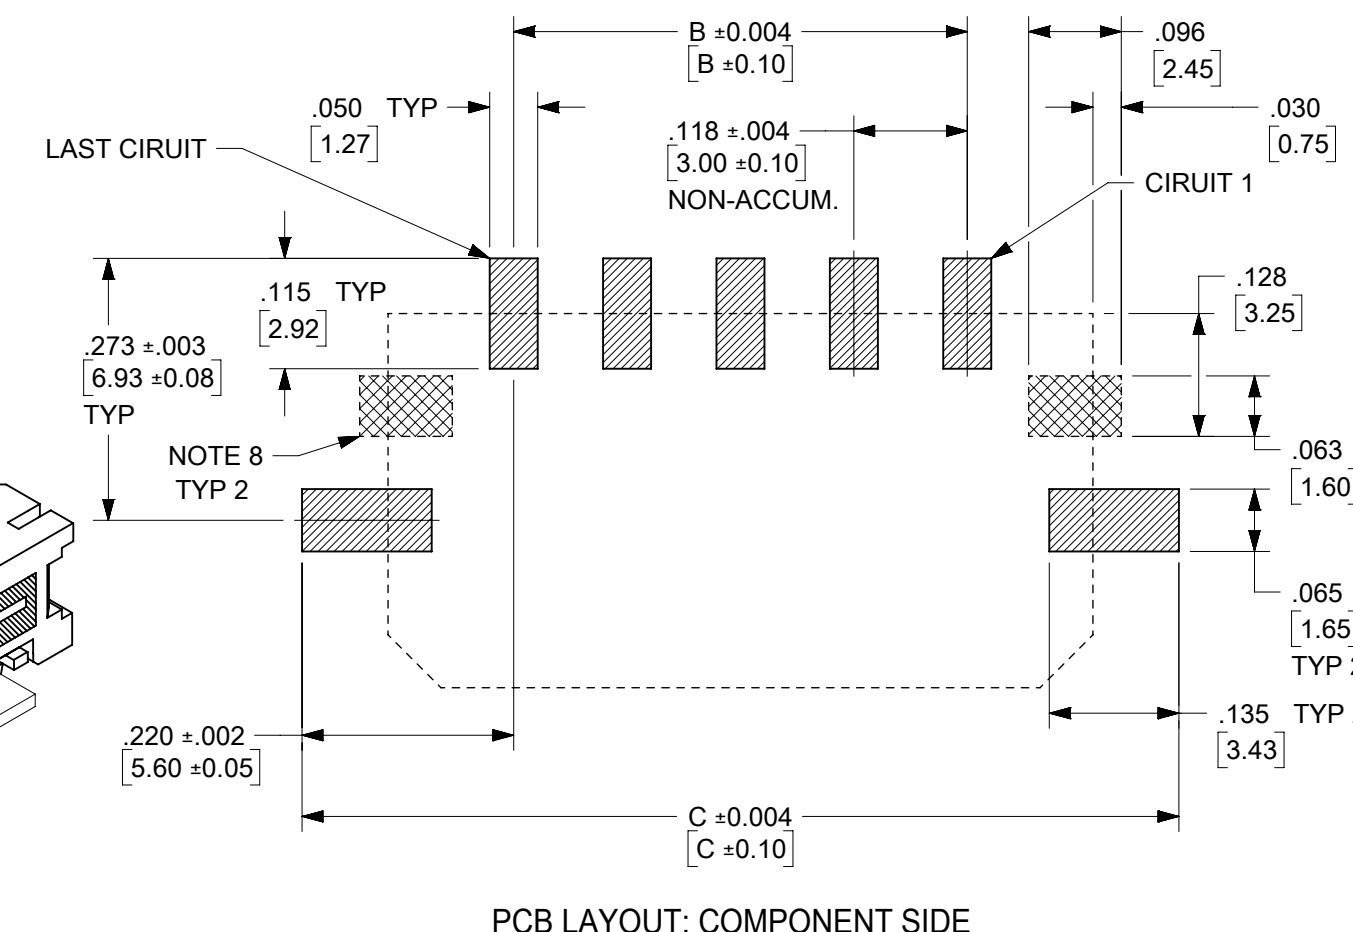 B ±0.004
[B ±0.10]
.096
[2.45]
.050 TYP
[1.27]
.030
[0.75]
.118 ±.004
[3.00 ±0.10]
NON-ACCUM.
LAST CIRUIT
CIRUIT 1
.115 TYP
[2.92]
.128
[3.25]
.273 ±.003
[6.93 ±0.08]
TYP
NOTE 8
TYP 2
.063
[1.60]
.065
[1.65]
TYP 2
.135 TYP
[3.43]
.220 ±.002
[5.60 ±0.05]
C ±0.004
[C ±0.10]
PCB LAYOUT: COMPONENT SIDE